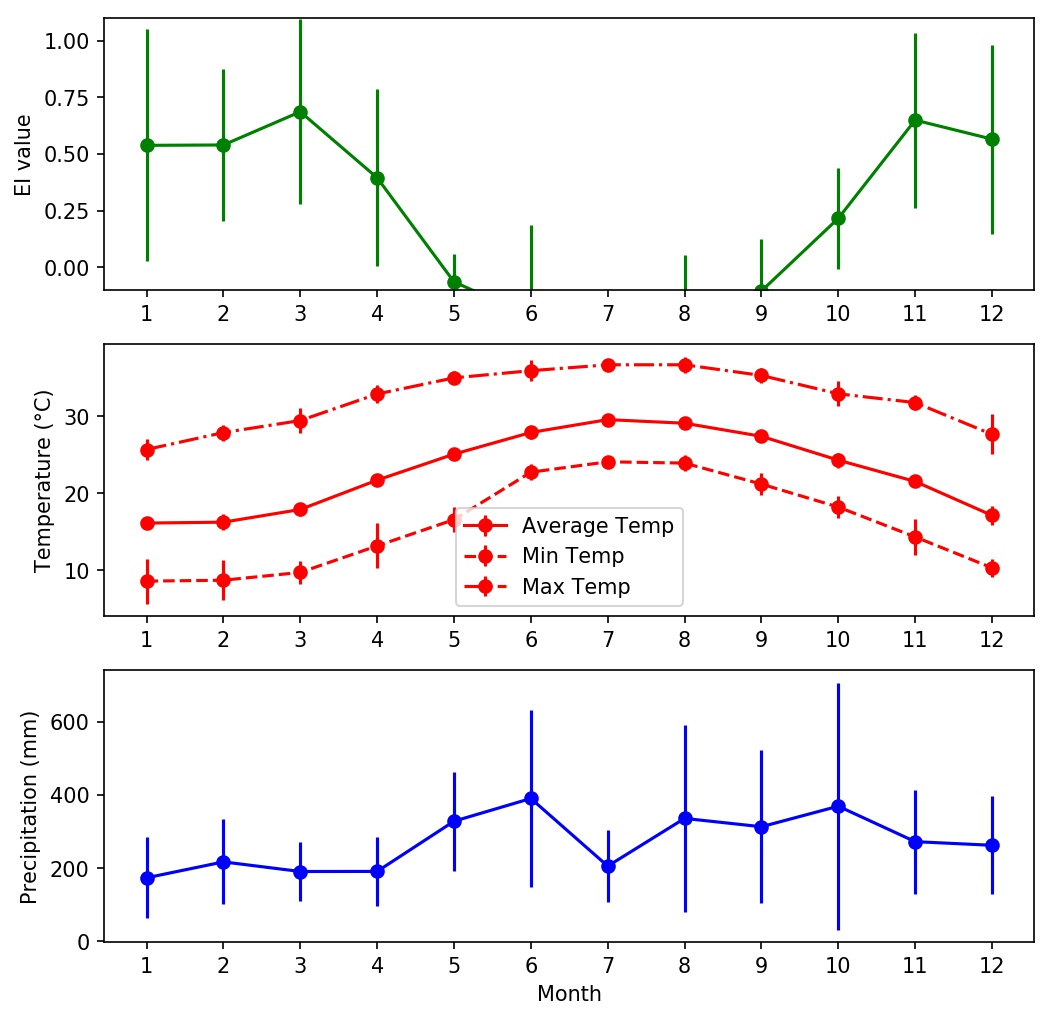 EI value
1.00
0.75
0.50
0.25
0.00
1 2 3 4 5 6 7 8 9 10 11 12
Temperature (°C)
30
20
10
Average Temp
Min Temp
Max Temp
1 2 3 4 5 6 7 8 9 10 11 12
Precipitation (mm)
600
400
200
0
1 2 3 4 5 6 7 8 9 10 11 12
Month